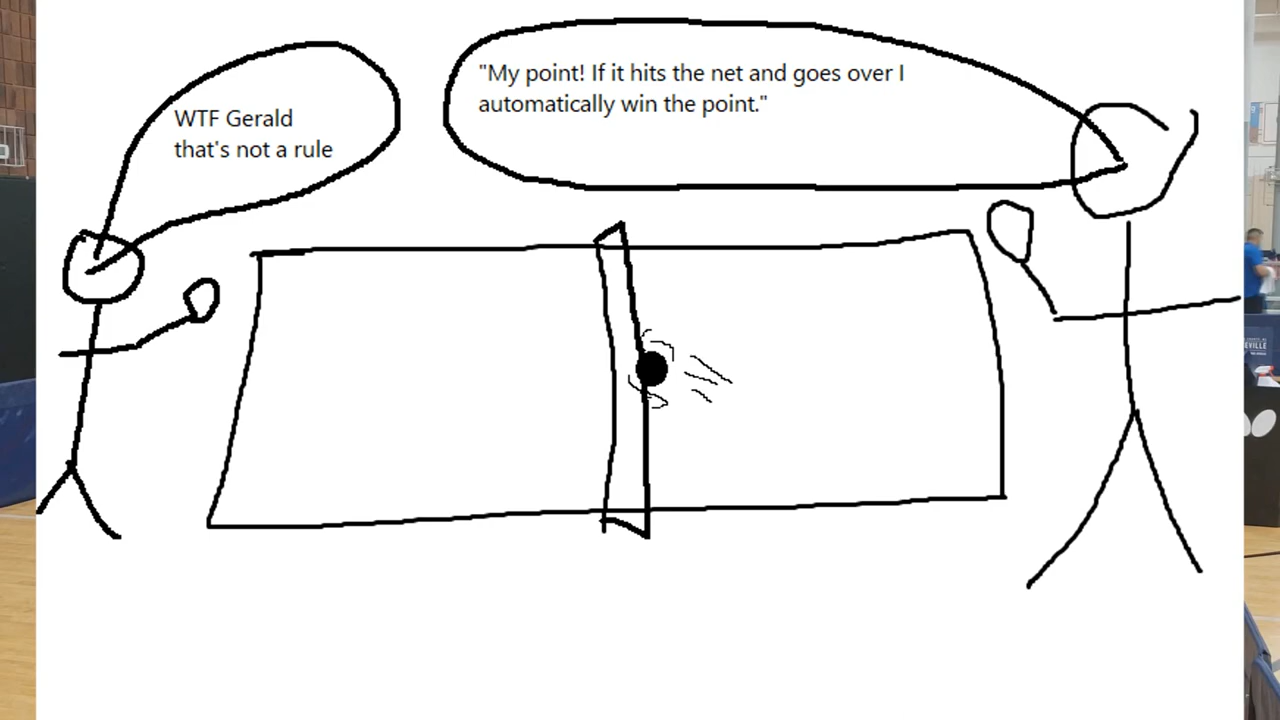 WTF Gerald
that's not a rule
"My point! If it hits the net and goes over I
automatically win the point."
EVILLE